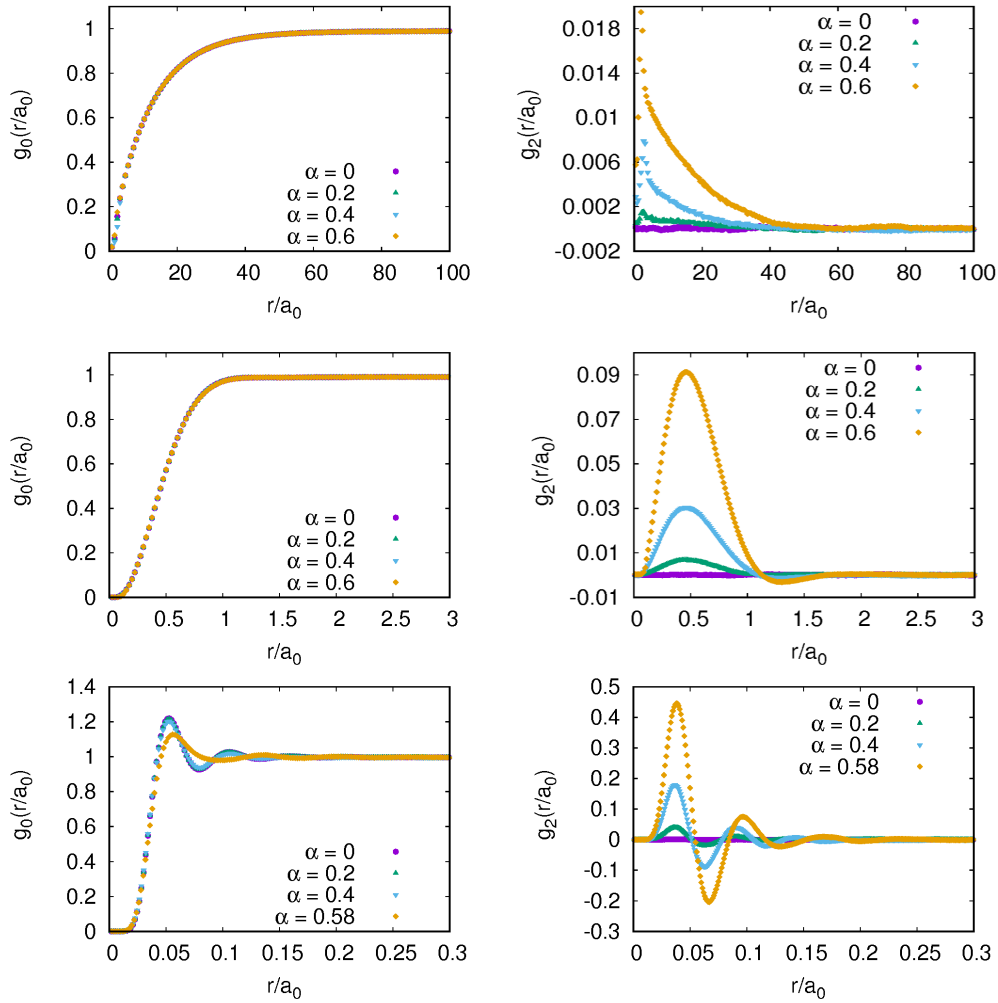 g0(r/a0)
1
0.8
0.6
0.4
0.2
0
α = 0
α = 0.2
α = 0.4
α = 0.6
0 20 40 60 80 100
r/a0
g2(r/a0)
0.018
0.014
0.01
0.006
0.002
-0.002
α = 0
α = 0.2
α = 0.4
α = 0.6
0 20 40 60 80 100
r/a0
g0(r/a0)
1
0.8
0.6
0.4
0.2
0
α = 0
α = 0.2
α = 0.4
α = 0.6
0 0.5 1 1.5 2 2.5 3
r/a0
g2(r/a0)
0.09
0.07
0.05
0.03
0.01
-0.01
α = 0
α = 0.2
α = 0.4
α = 0.6
0 0.5 1 1.5 2 2.5 3
r/a0
g0(r/a0)
1.4
1.2
1
0.8
0.6
0.4
0.2
0
α = 0
α = 0.2
α = 0.4
α = 0.58
0 0.05 0.1 0.15 0.2 0.25 0.3
r/a0
g2(r/a0)
0.5
0.4
0.3
0.2
0.1
0
-0.1
-0.2
-0.3
α = 0
α = 0.2
α = 0.4
α = 0.58
0 0.05 0.1 0.15 0.2 0.25 0.3
r/a0